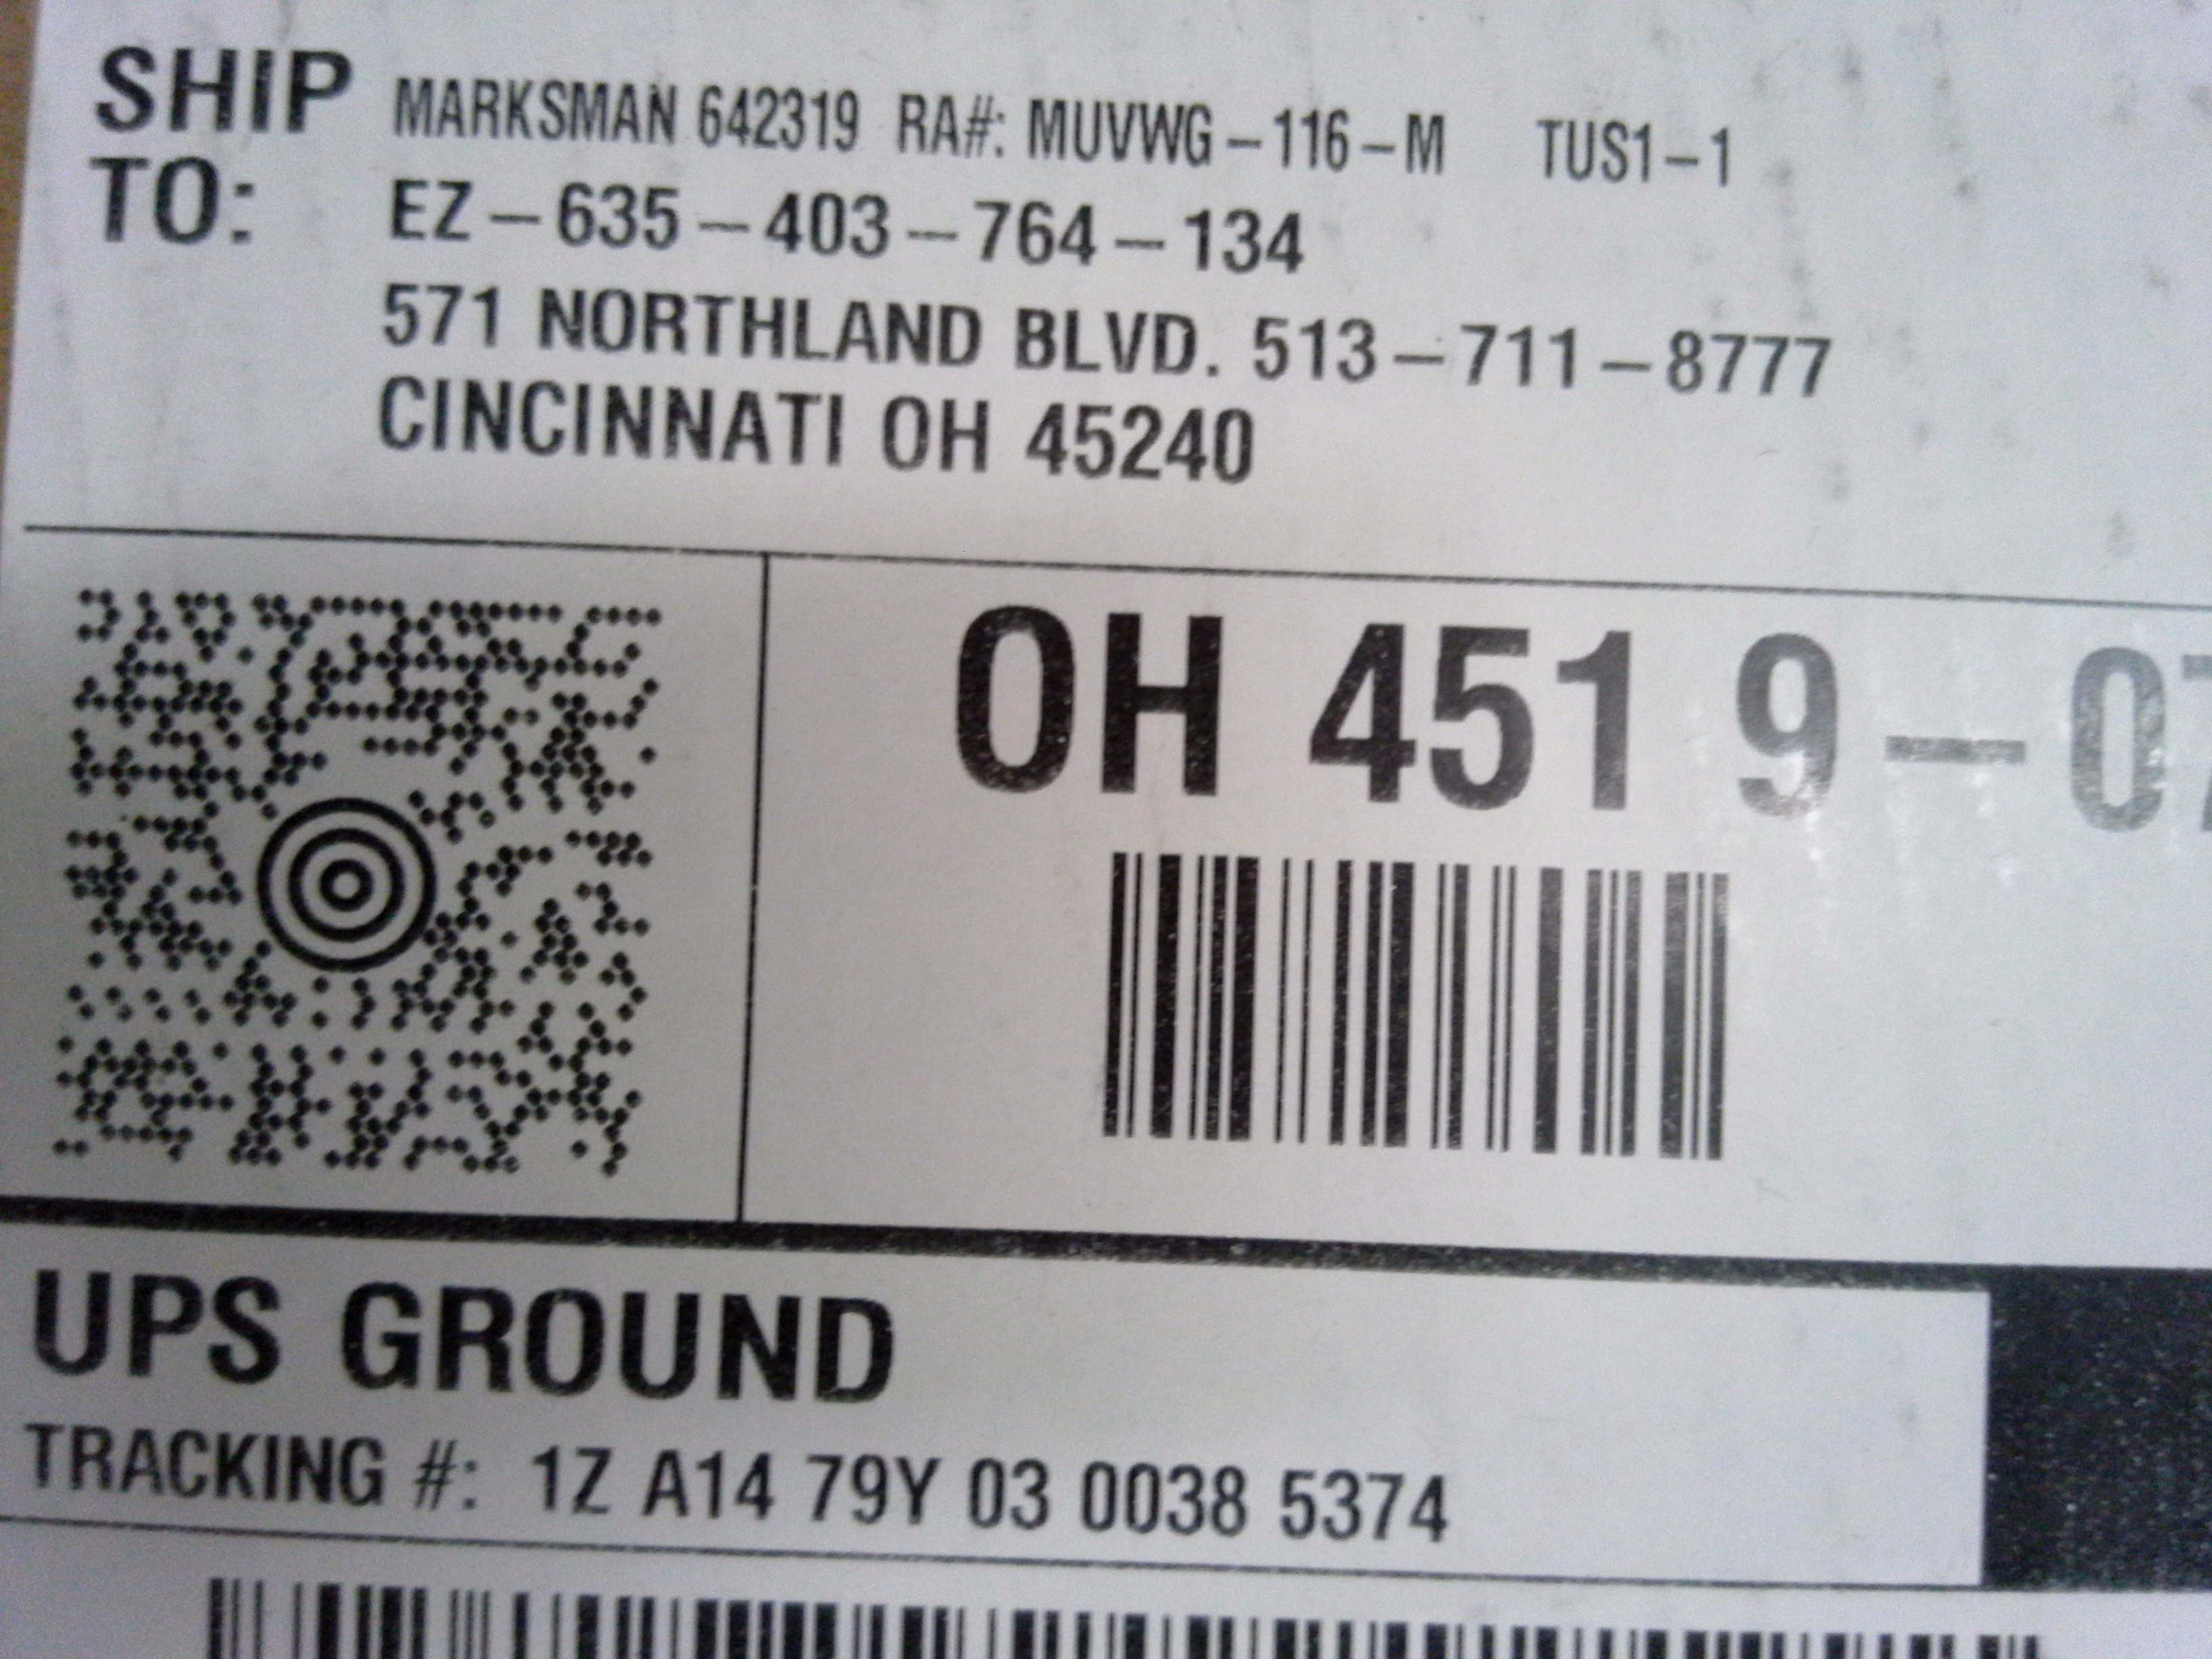 SHIP TO:
MARKSMAN 642319 RA#: MUVWG-116-M TUS1-1
EZ-635-403-764-134
571 NORTHLAND BLVD. 513-711-8777
CINCINNATI OH 45240
OH 451 9-07
UPS GROUND
TRACKING #: 1Z A14 79Y 03 0038 5374